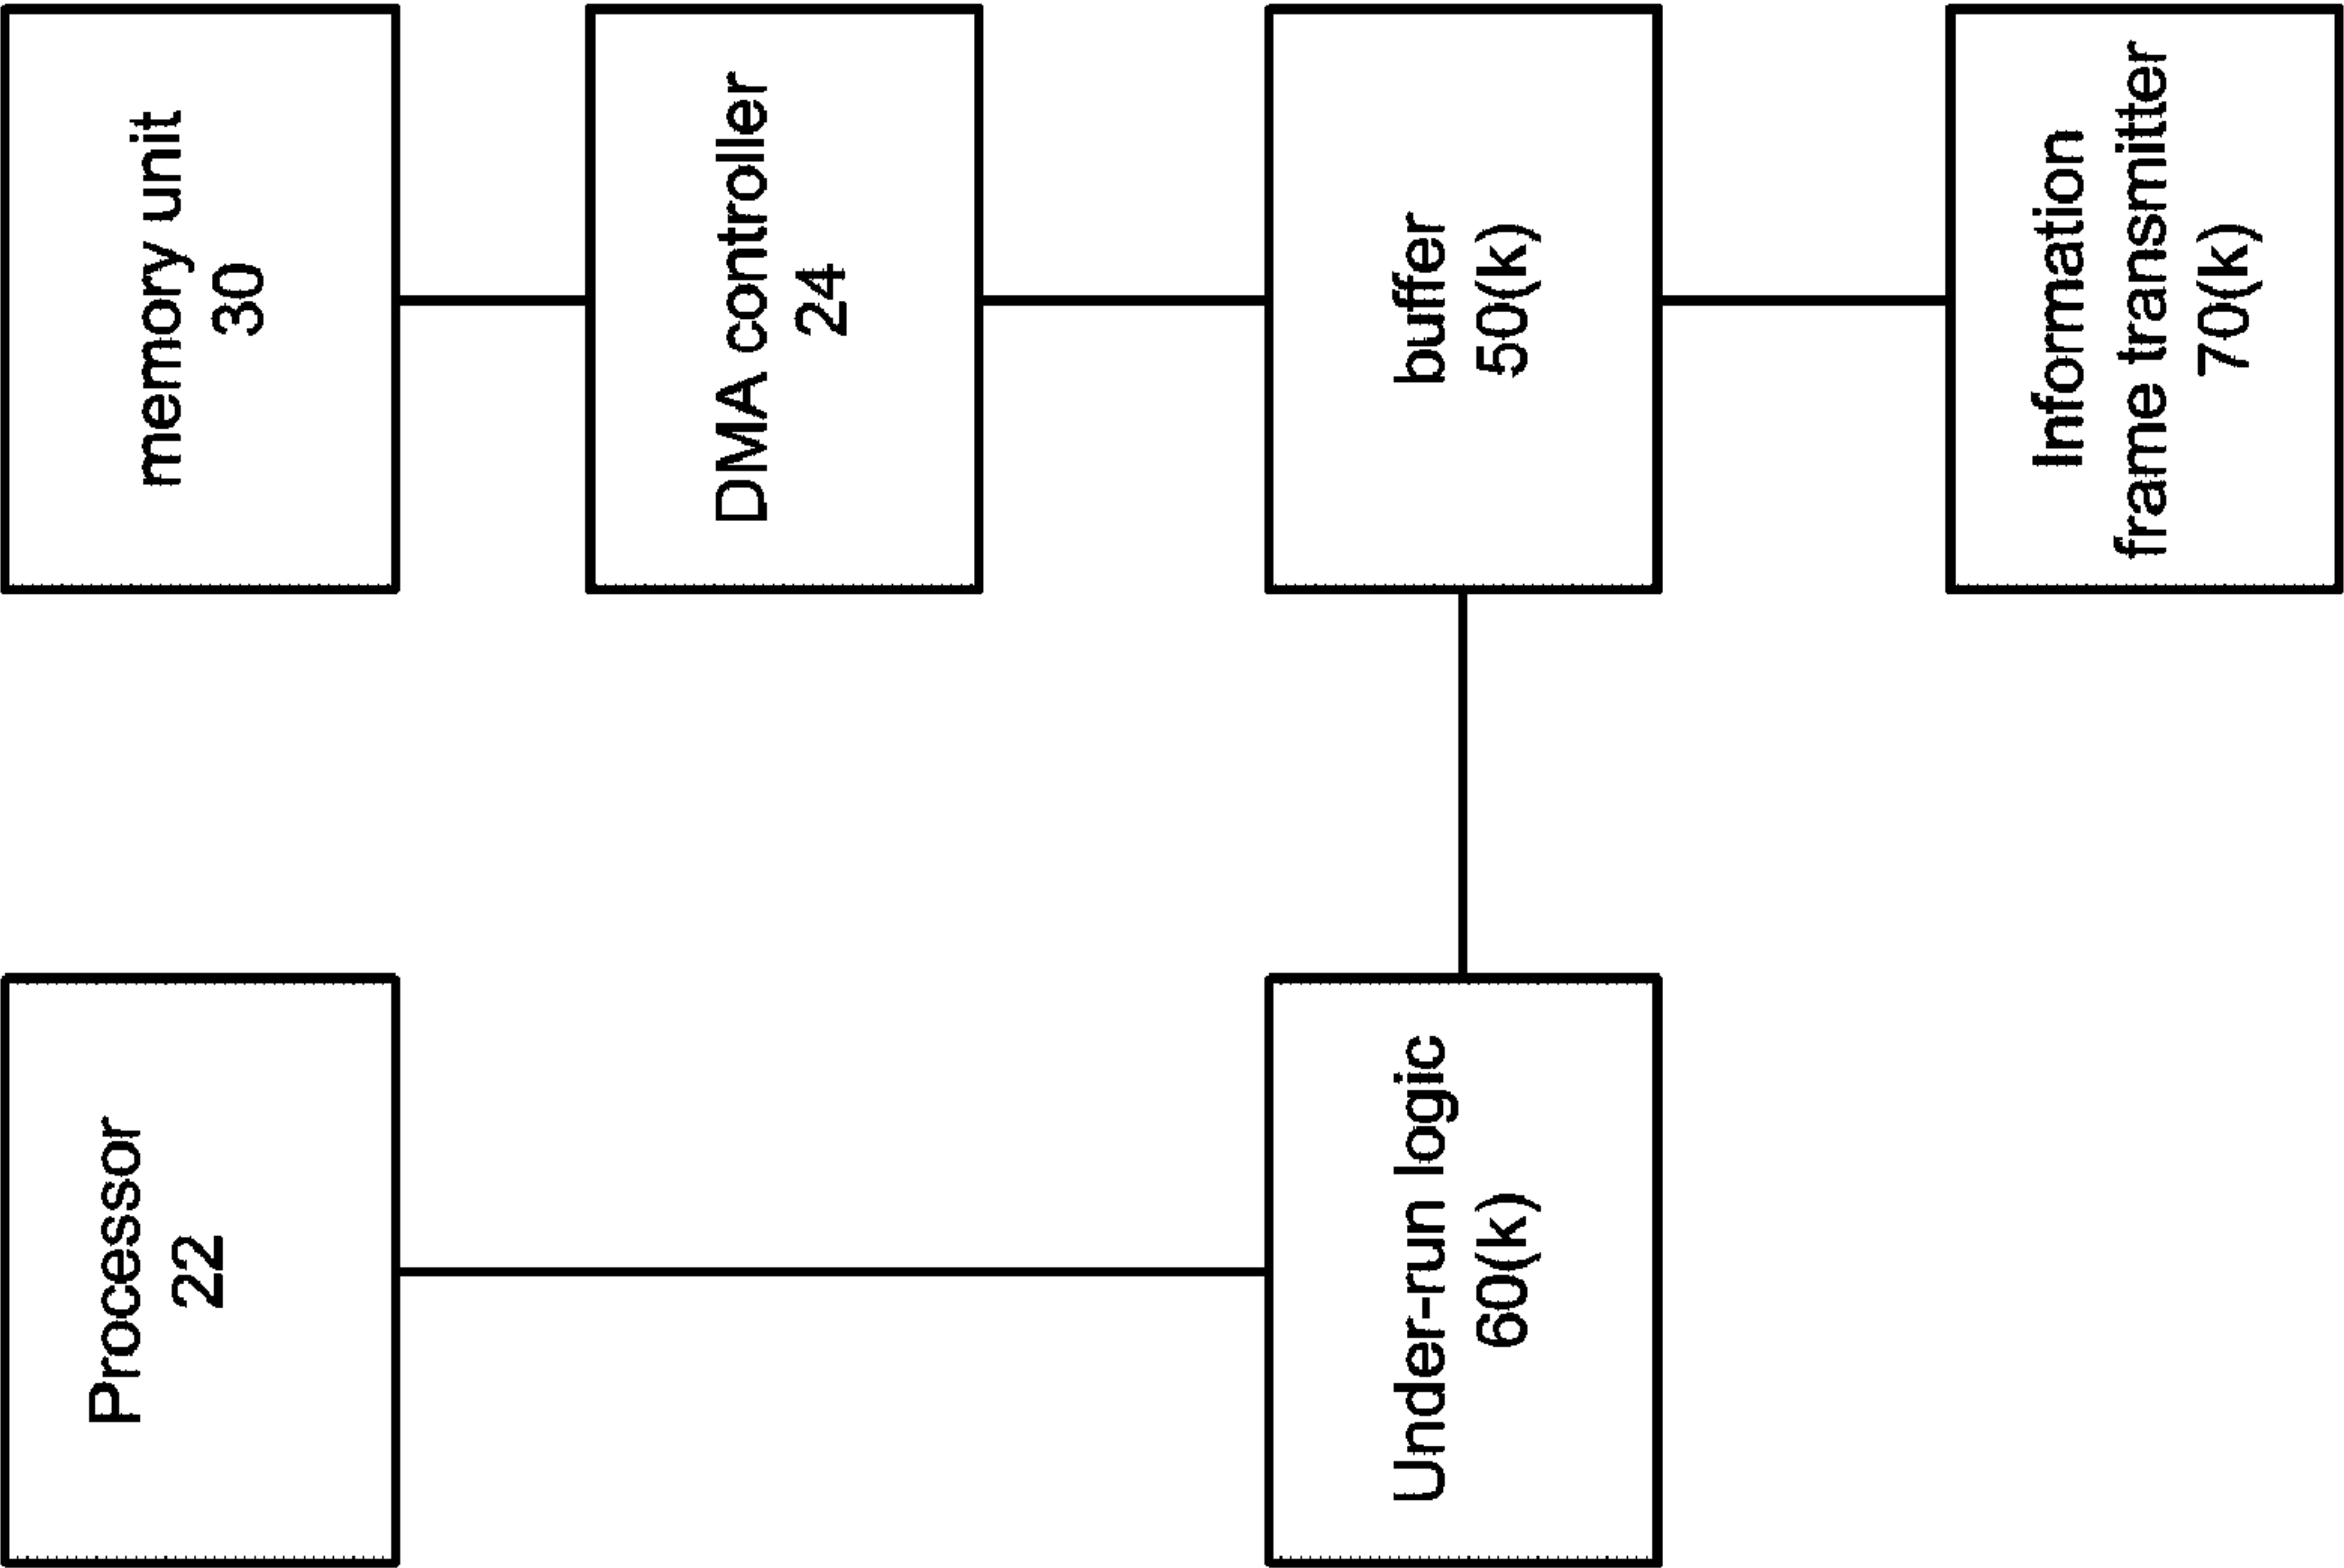 Processor
22
memory unit
30
DMA controller
24
Under-run logic
60(k)
buffer
50(k)
Information
frame transmitter
70(k)